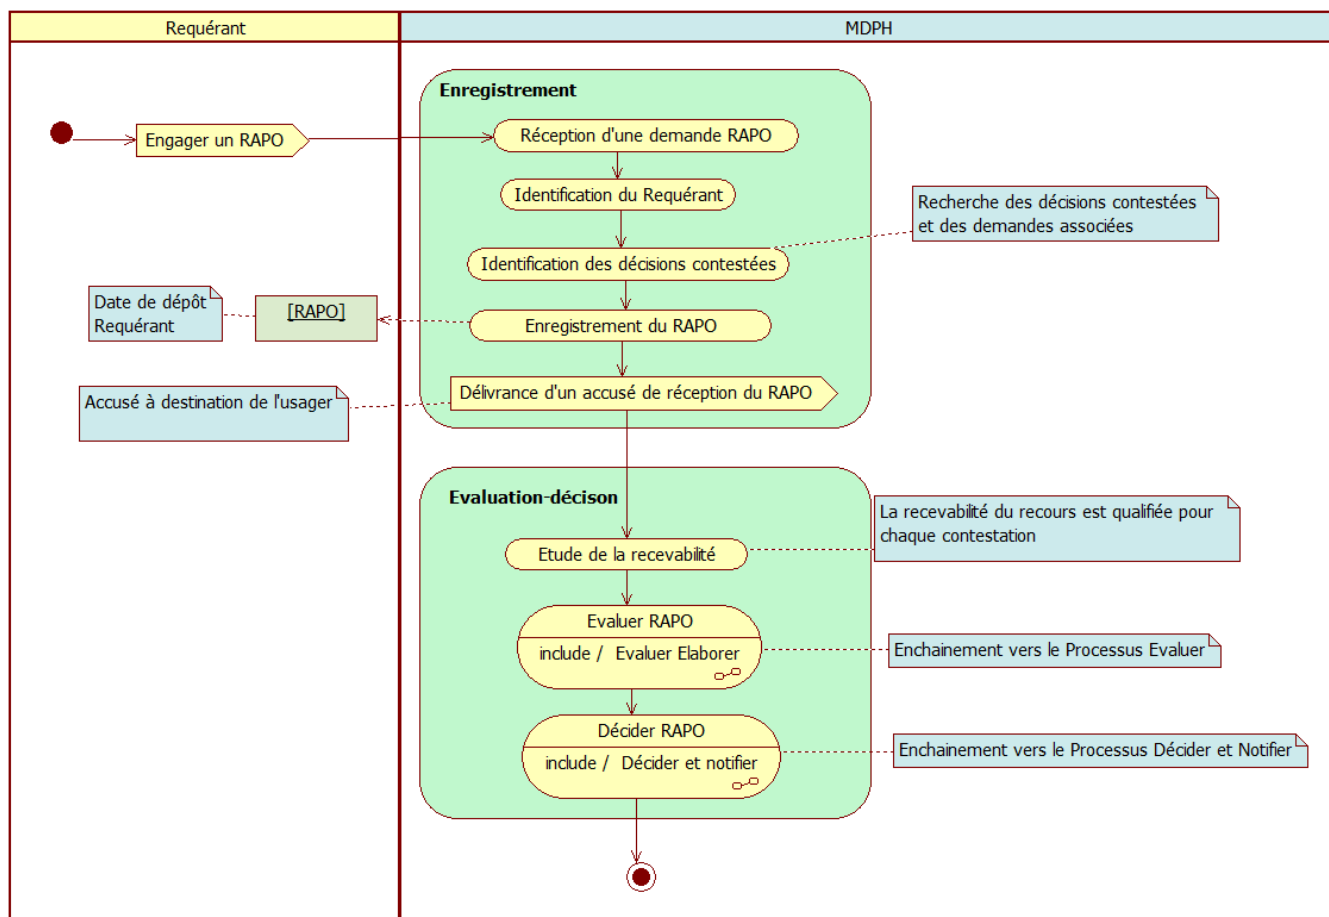 Requérant
MDPH
Enregistrement
Engager un RAPO
Réception d'une demande RAPO
Identification du Requérant
Recherche des décisions contestées
et des demandes associées
Identification des décisions contestées
Date de dépôt
Requérant
[RAPO]
Enregistrement du RAPO
Accusé à destination de l'usager
Délivrance d'un accusé de réception du RAPO
Evaluation-décison
La recevabilité du recours est qualifiée pour
chaque contestation
Etude de la recevabilité
Evaluer RAPO
include / Evaluer Elaborer
Enchainement vers le Processus Evaluer
Décider RAPO
include / Décider et notifier
Enchainement vers le Processus Décider et Notifier